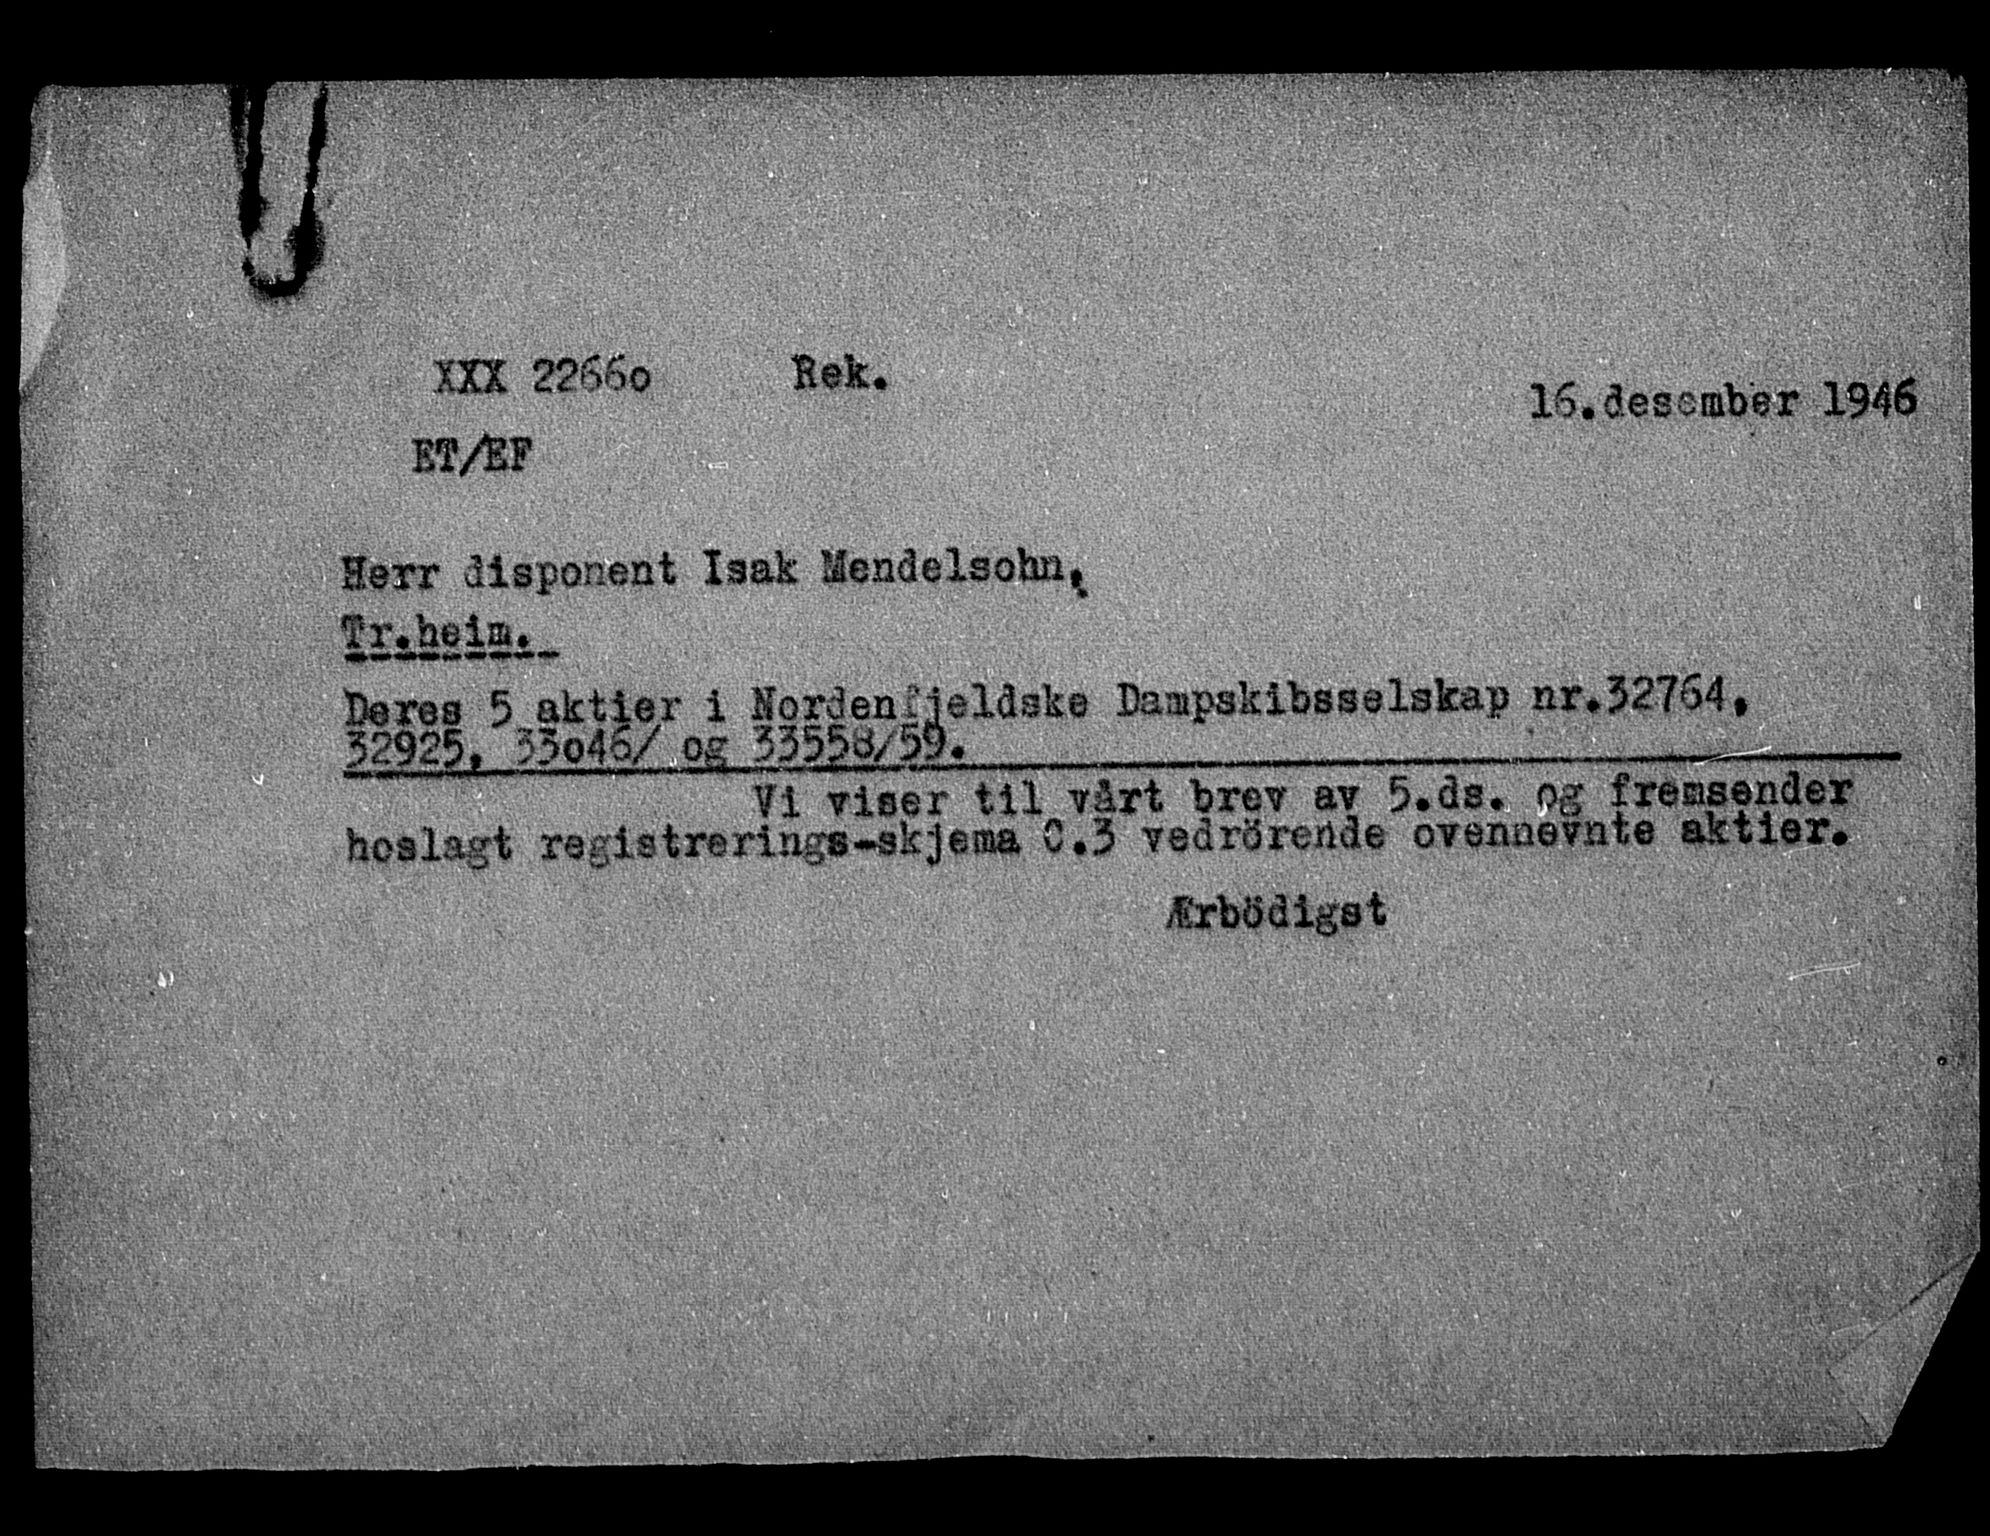 XXX 2266o Rek.
16.desember 1946
ET/EF
Herr disponent Isak Mendelsohn,
Tr.heim.
Deres 5 aktier i Nordenfjeldske Dampskibsselskap nr.32764,
32925, 33o46/ og 33558/59.
Vi viser til vårt brev av 5.ds. og fremsender
hoslagt registrerings-skjema C.3 vedrörende ovennevnte aktier.
Ærbödigst